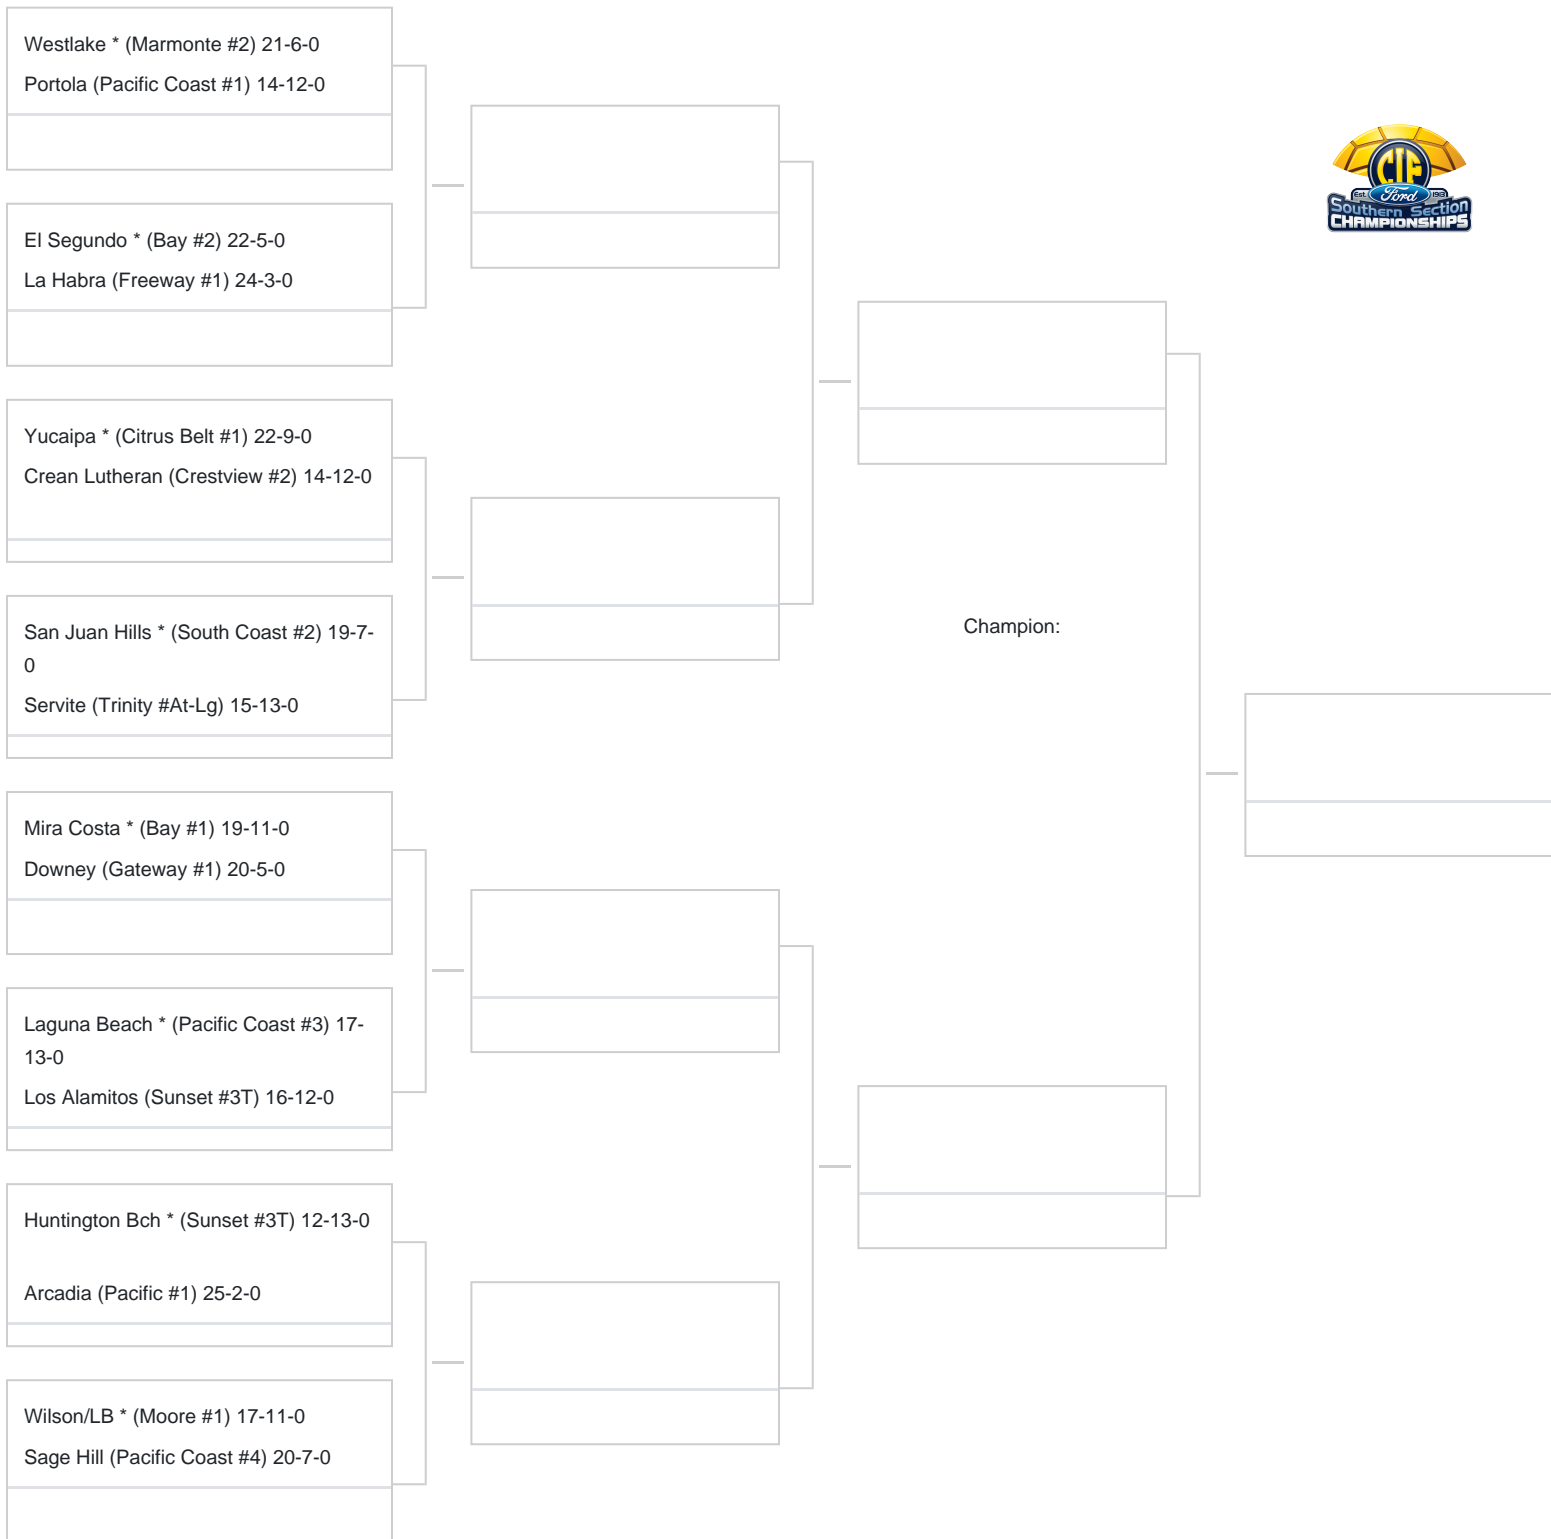 Westlake * (Marmonte #2) 21-6-0
Portola (Pacific Coast #1) 14-12-0
El Segundo * (Bay #2) 22-5-0
La Habra (Freeway #1) 24-3-0
Yucaipa * (Citrus Belt #1) 22-9-0
Crean Lutheran (Crestview #2) 14-12-0
San Juan Hills * (South Coast #2) 19-7-
0
Servite (Trinity #At-Lg) 15-13-0
Mira Costa * (Bay #1) 19-11-0
Downey (Gateway #1) 20-5-0
Laguna Beach * (Pacific Coast #3) 17-
13-0
Los Alamitos (Sunset #3T) 16-12-0
Huntington Bch * (Sunset #3T) 12-13-0
Arcadia (Pacific #1) 25-2-0
Wilson/LB * (Moore #1) 17-11-0
Sage Hill (Pacific Coast #4) 20-7-0
CIF
Est. Ford 1913
Southern Section
CHAMPIONSHIPS
Champion: